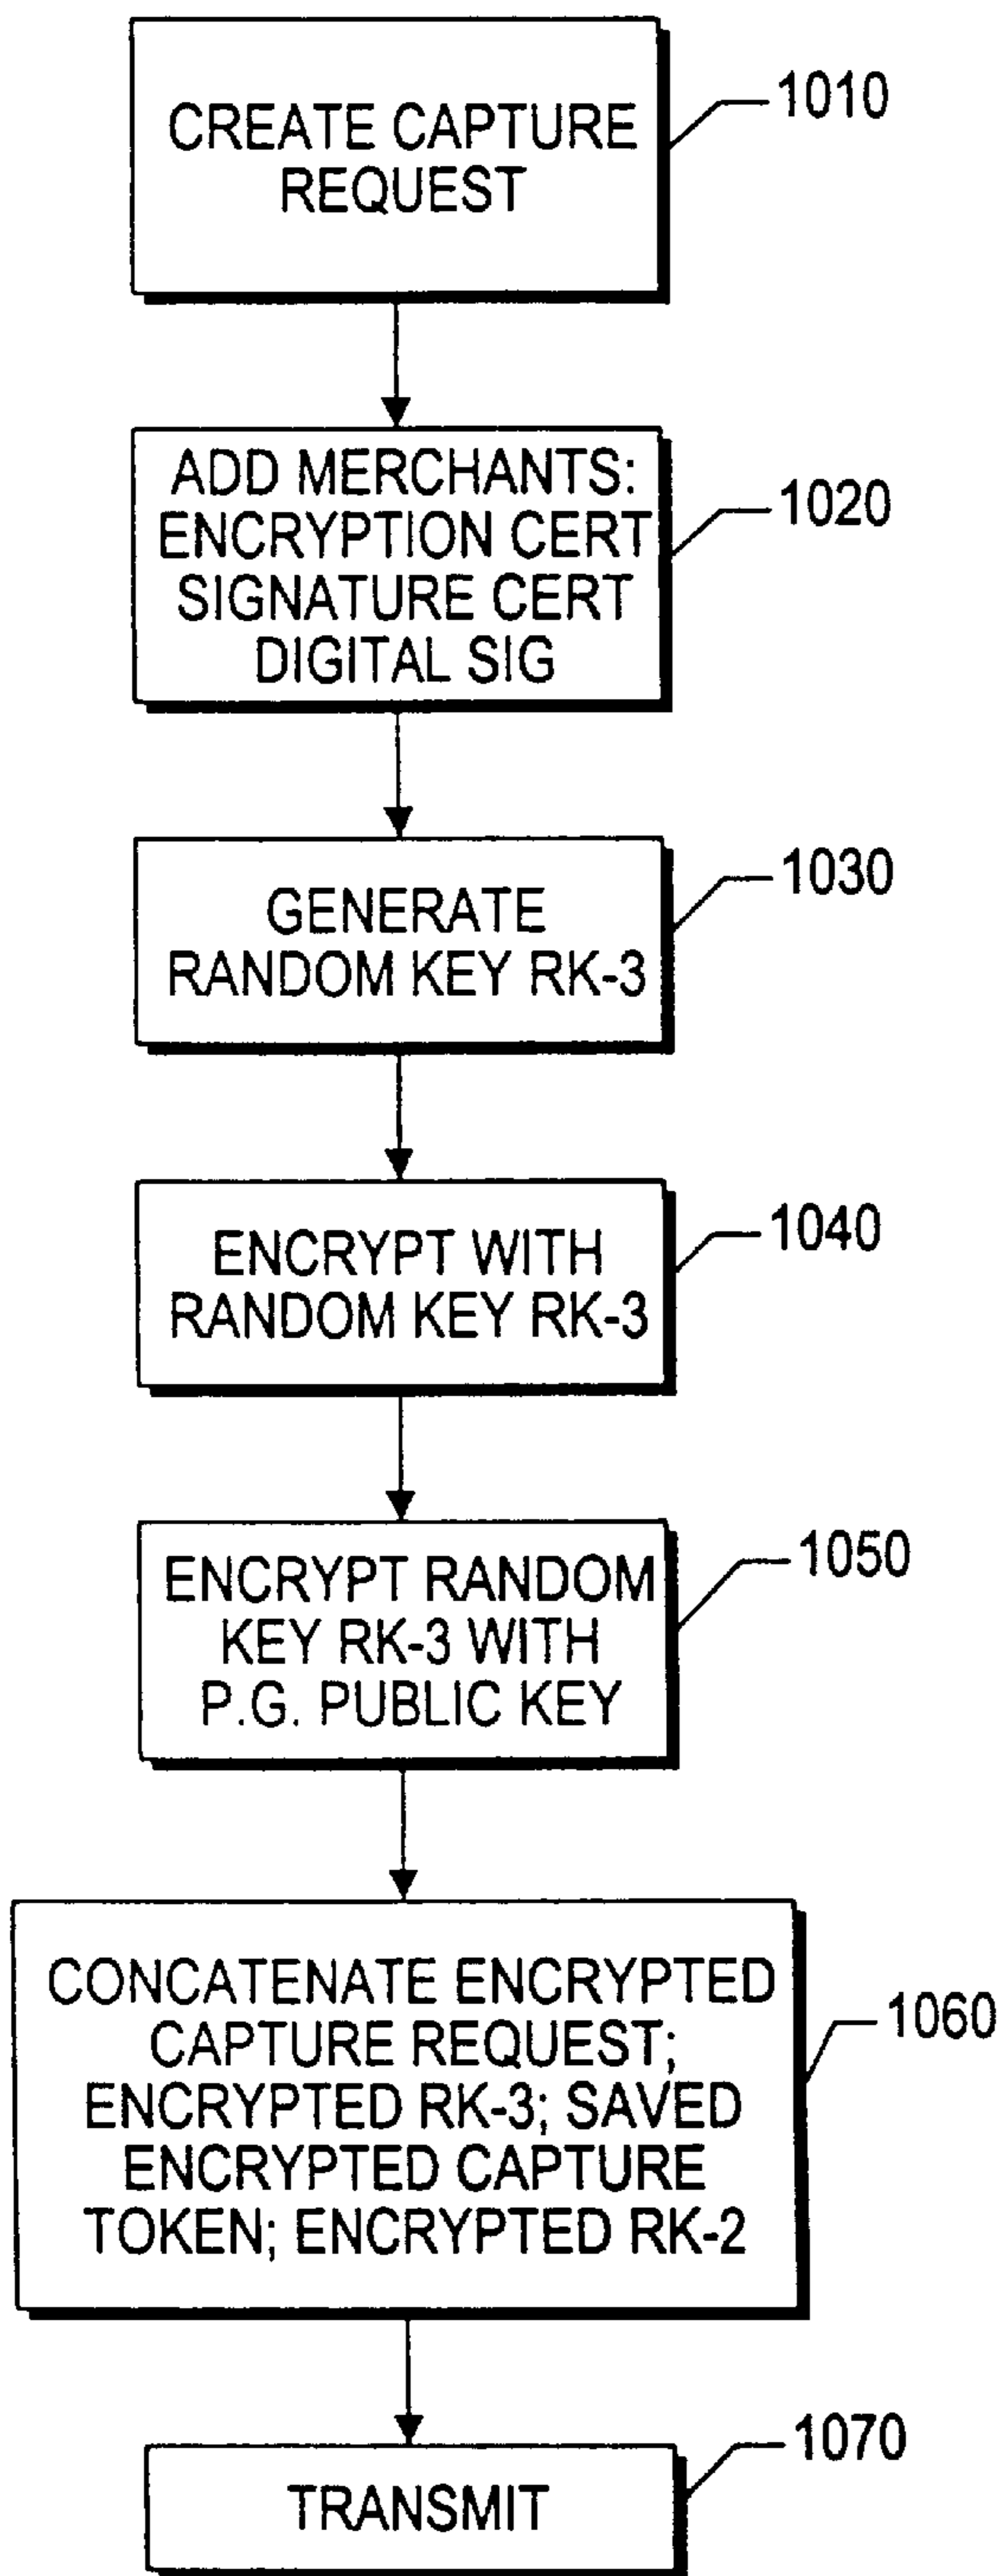 CREATE CAPTURE
REQUEST
1010
ADD MERCHANTS:
ENCRYPTION CERT
SIGNATURE CERT
DIGITAL SIG
1020
GENERATE
RANDOM KEY RK-3
1030
ENCRYPT WITH
RANDOM KEY RK-3
1040
ENCRYPT RANDOM
KEY RK-3 WITH
P.G. PUBLIC KEY
1050
CONCATENATE ENCRYPTED
CAPTURE REQUEST;
ENCRYPTED RK-3; SAVED
ENCRYPTED CAPTURE
TOKEN; ENCRYPTED RK-2
1060
TRANSMIT
1070